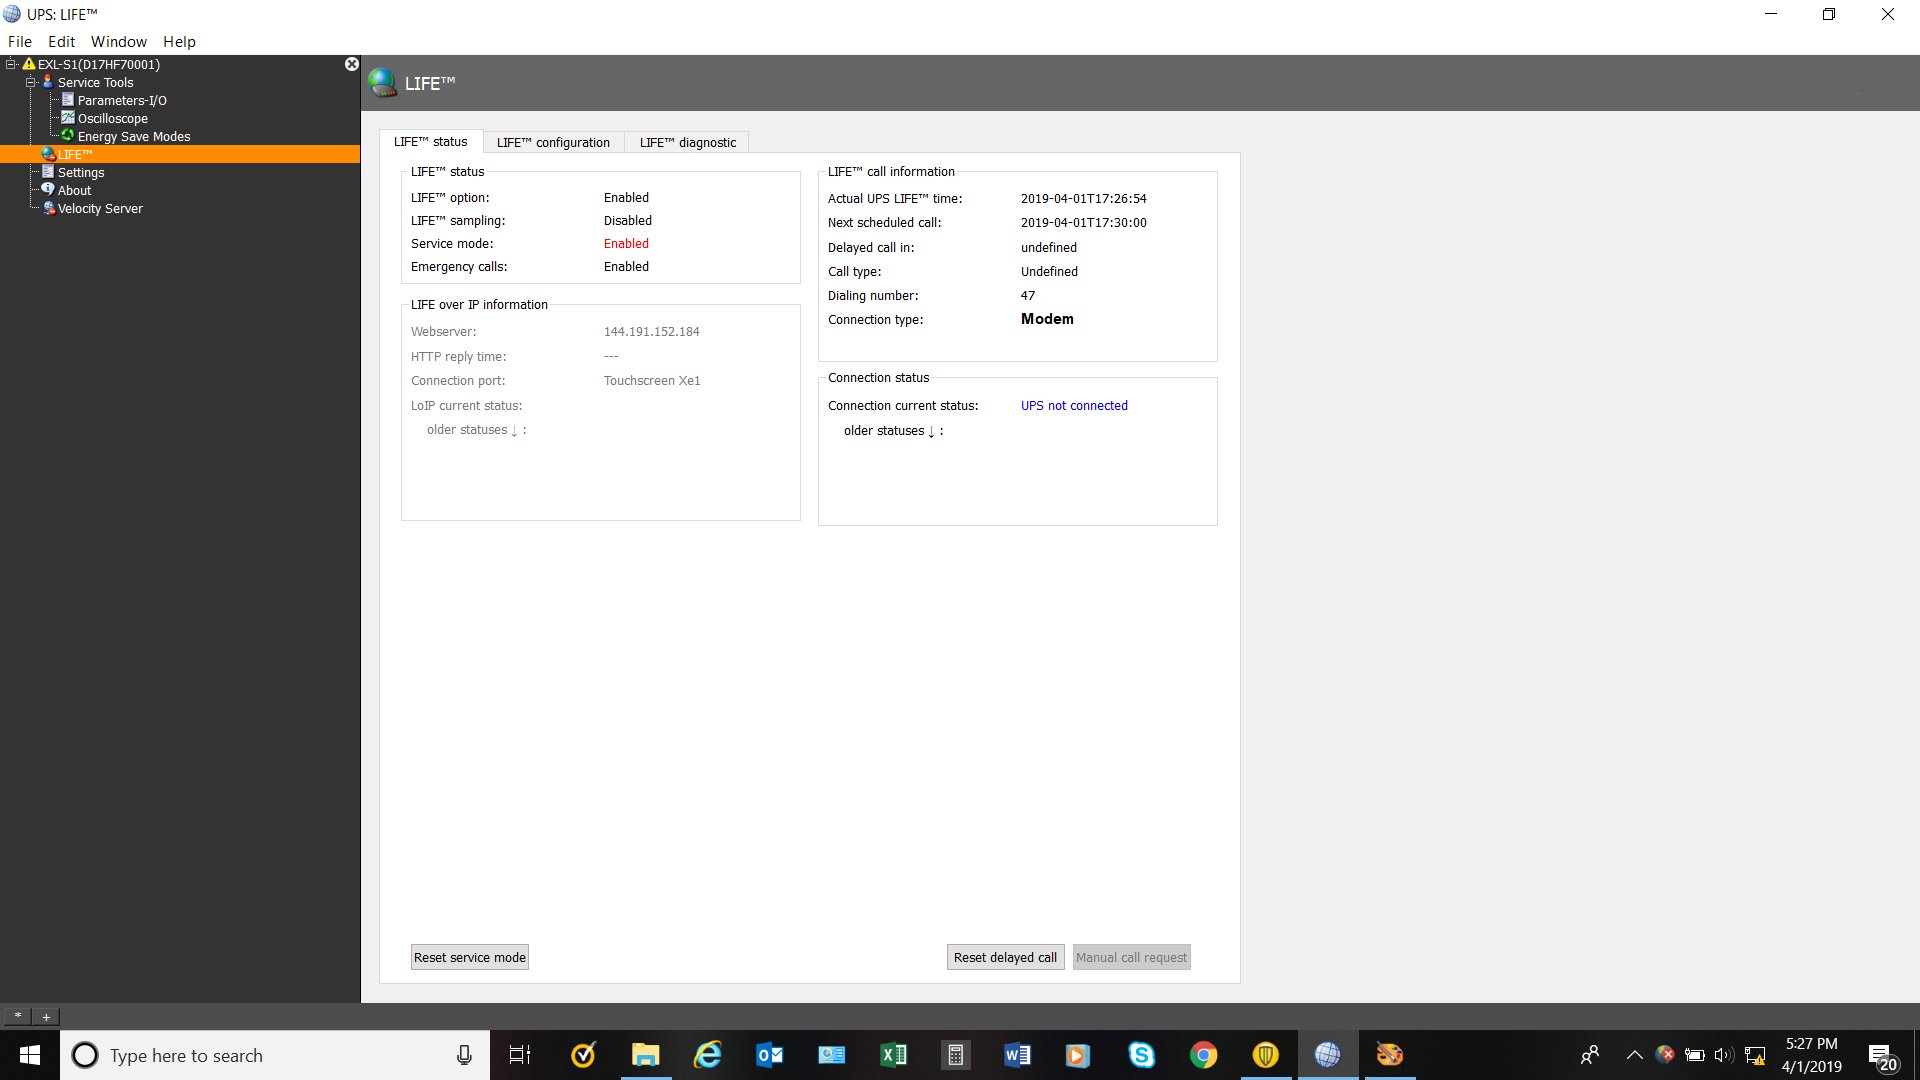 UPS: LIFE™
File Edit Window Help
EXL-S1(D17HF70001)
Service Tools
Parameters-I/O
Oscilloscope
Energy Save Modes
LIFE™
Settings
About
Velocity Server
LIFE™
LIFE™ status LIFE™ configuration LIFE™ diagnostic
LIFE™ status
LIFE™ option: Enabled
LIFE™ sampling: Disabled
Service mode: Enabled
Emergency calls: Enabled
LIFE over IP information
Webserver: 144.191.152.184
HTTP reply time: ---
Connection port: Touchscreen Xe1
LoIP current status:
older statuses ↓ :
LIFE™ call information
Actual UPS LIFE™ time: 2019-04-01T17:26:54
Next scheduled call: 2019-04-01T17:30:00
Delayed call in: undefined
Call type: Undefined
Dialing number: 47
Connection type: Modem
Connection status
Connection current status: UPS not connected
older statuses ↓ :
Reset service mode Reset delayed call Manual call request
* +
Type here to search
5:27 PM
4/1/2019
20